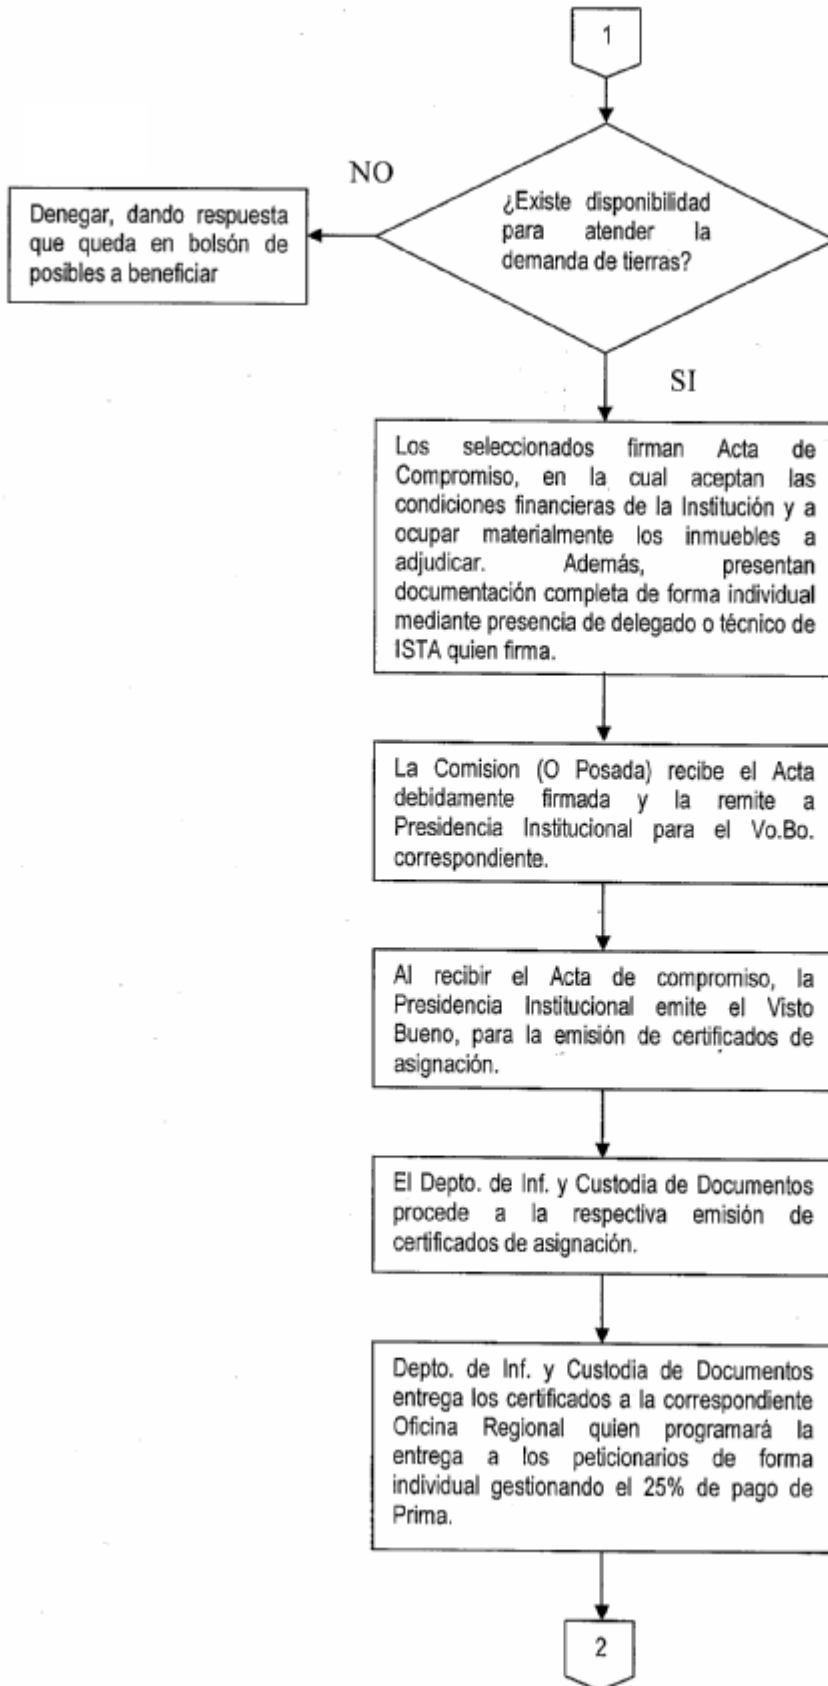 1
NO
¿Existe disponibilidad
para atender la
demanda de tierras?
Denegar, dando respuesta
que queda en bolsón de
posibles a beneficiar
SI
Los seleccionados firman Acta de
Compromiso, en la cual aceptan las
condiciones financieras de la Institución y a
ocupar materialmente los inmuebles a
adjudicar. Además, presentan
documentación completa de forma individual
mediante presencia de delegado o técnico de
ISTA quien firma.
La Comision (O Posada) recibe el Acta
debidamente firmada y la remite a
Presidencia Institucional para el Vo.Bo.
correspondiente.
Al recibir el Acta de compromiso, la
Presidencia Institucional emite el Visto
Bueno, para la emisión de certificados de
asignación.
El Depto. de Inf. y Custodia de Documentos
procede a la respectiva emisión de
certificados de asignación.
Depto. de Inf. y Custodia de Documentos
entrega los certificados a la correspondiente
Oficina Regional quien programará la
entrega a los peticionarios de forma
individual gestionando el 25% de pago de
Prima.
2